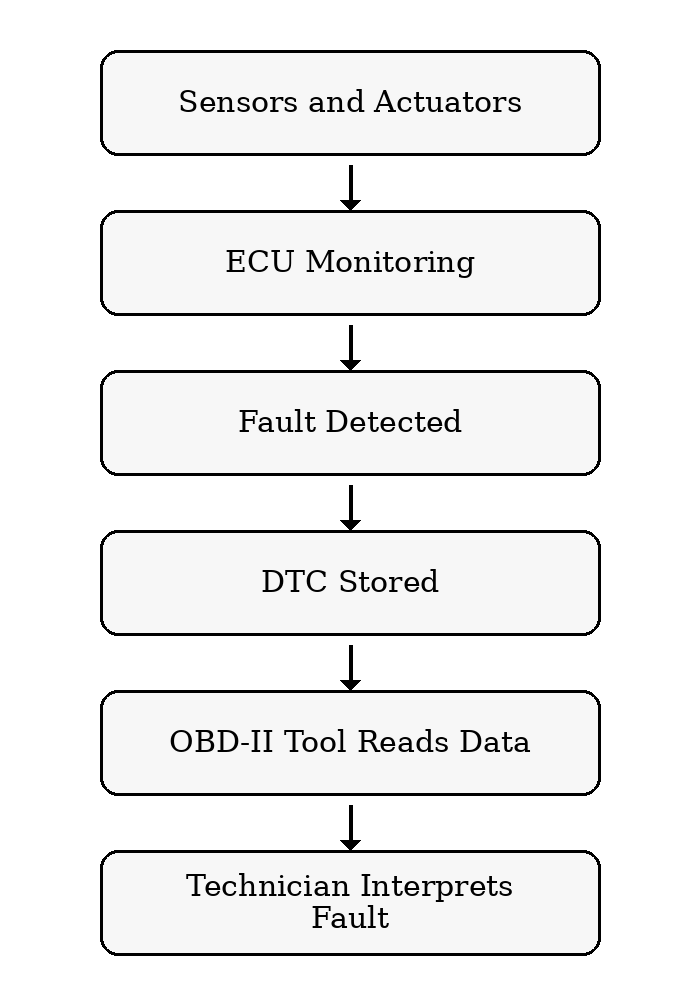 Sensors and Actuators
ECU Monitoring
Fault Detected
DTC Stored
OBD-II Tool Reads Data
Technician Interprets
Fault